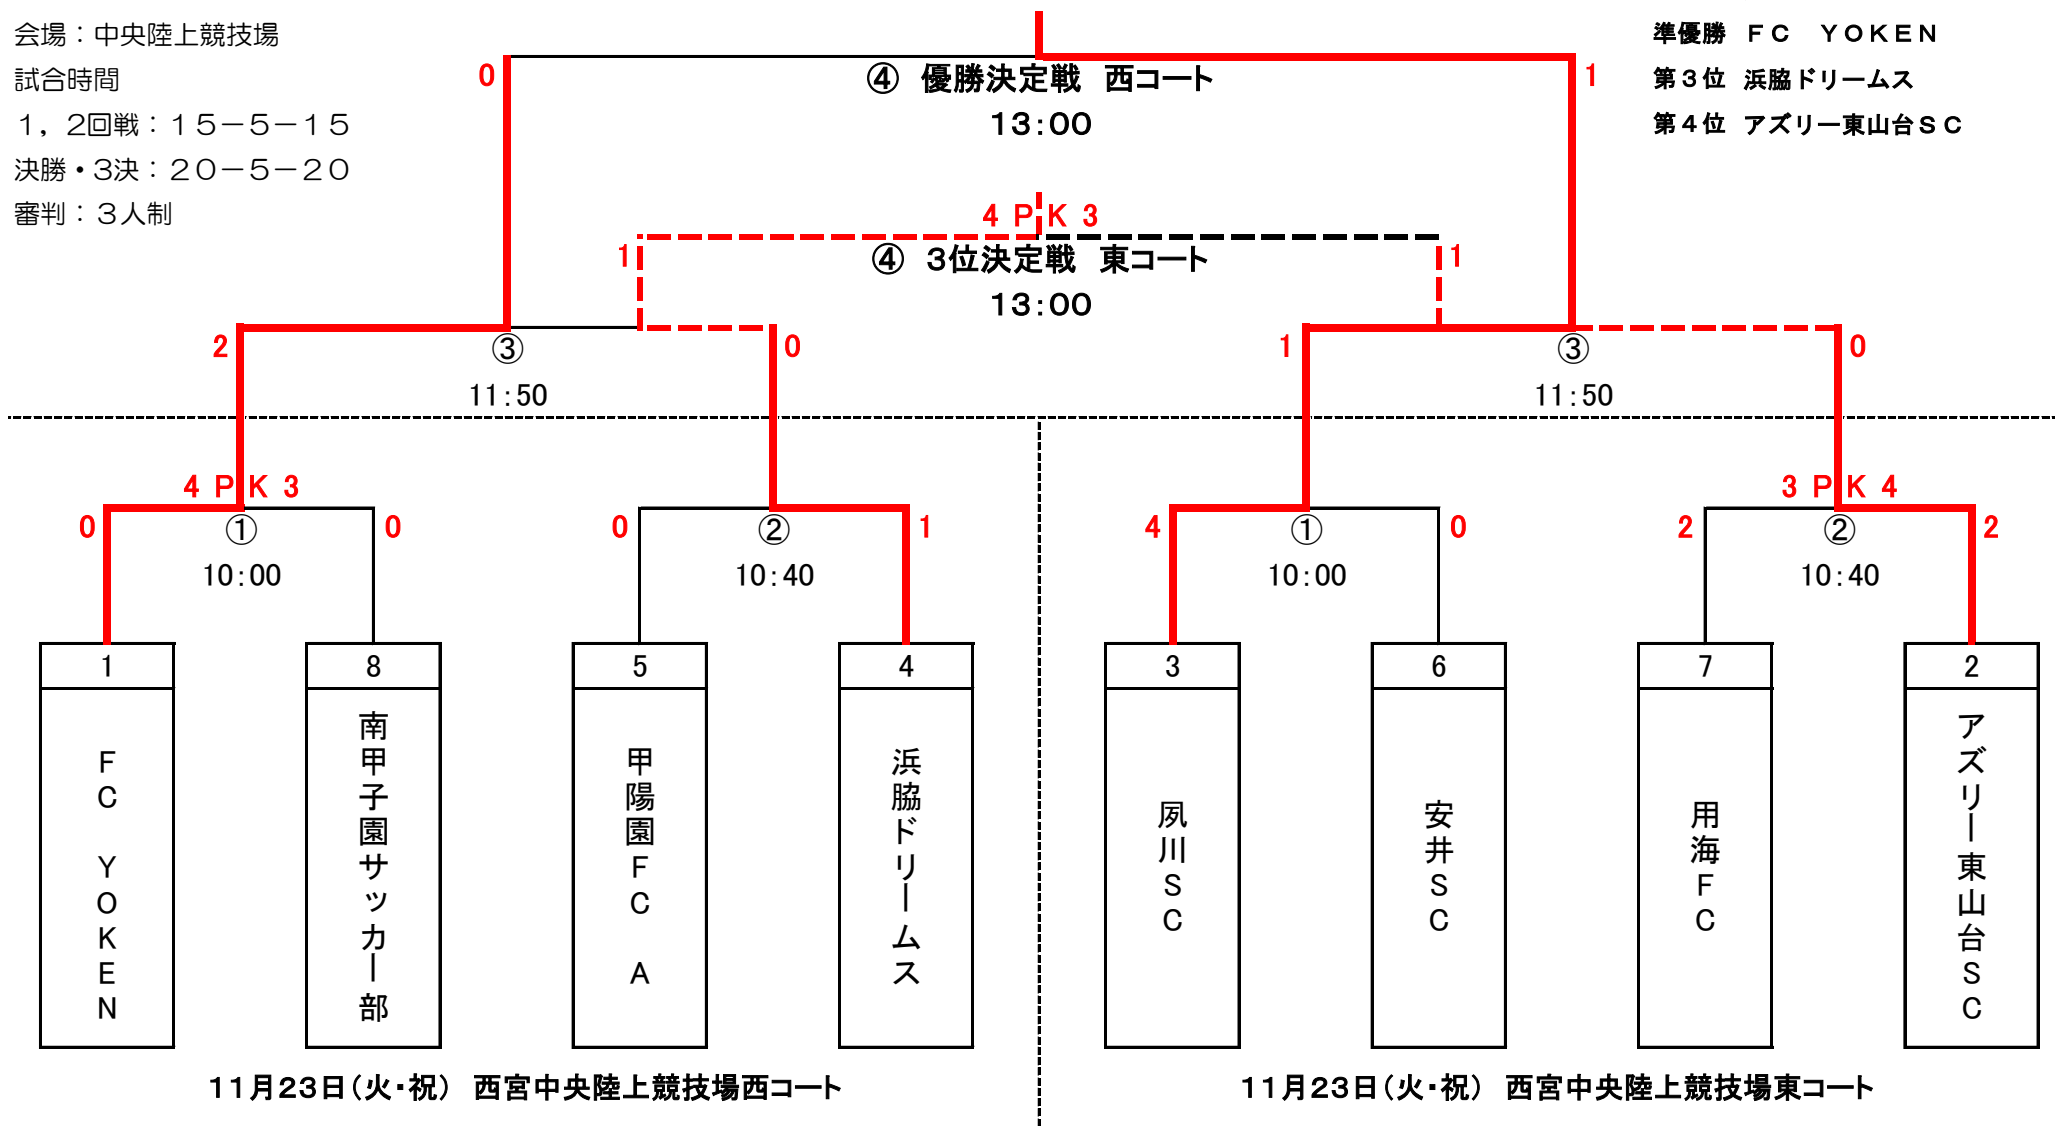 会場：中央陸上競技場
試合時間
１，２回戦：１５－５－１５
決勝・３決：２０－５－２０
審判：３人制
準優勝　ＦＣ　ＹＯＫＥＮ
第３位　浜脇ドリームス
第４位　アズリー東山台ＳＣ
0
1
④　優勝決定戦　西コート
13:00
4 ＰＫ 3
1
1
④　3位決定戦　東コート
13:00
2
③
0
1
③
0
11:50
11:50
4 ＰＫ 3
3 ＰＫ 4
0
①
0
0
②
1
4
①
0
2
②
2
10:00
10:40
10:00
10:40
1
8
5
4
3
6
7
2
ＦＣ　ＹＯＫＥＮ
南甲子園サッカー部
甲陽園ＦＣ　Ａ
浜脇ドリームス
夙川ＳＣ
安井ＳＣ
用海ＦＣ
アズリー東山台ＳＣ
11月23日(火・祝)　西宮中央陸上競技場西コート
11月23日(火・祝)　西宮中央陸上競技場東コート